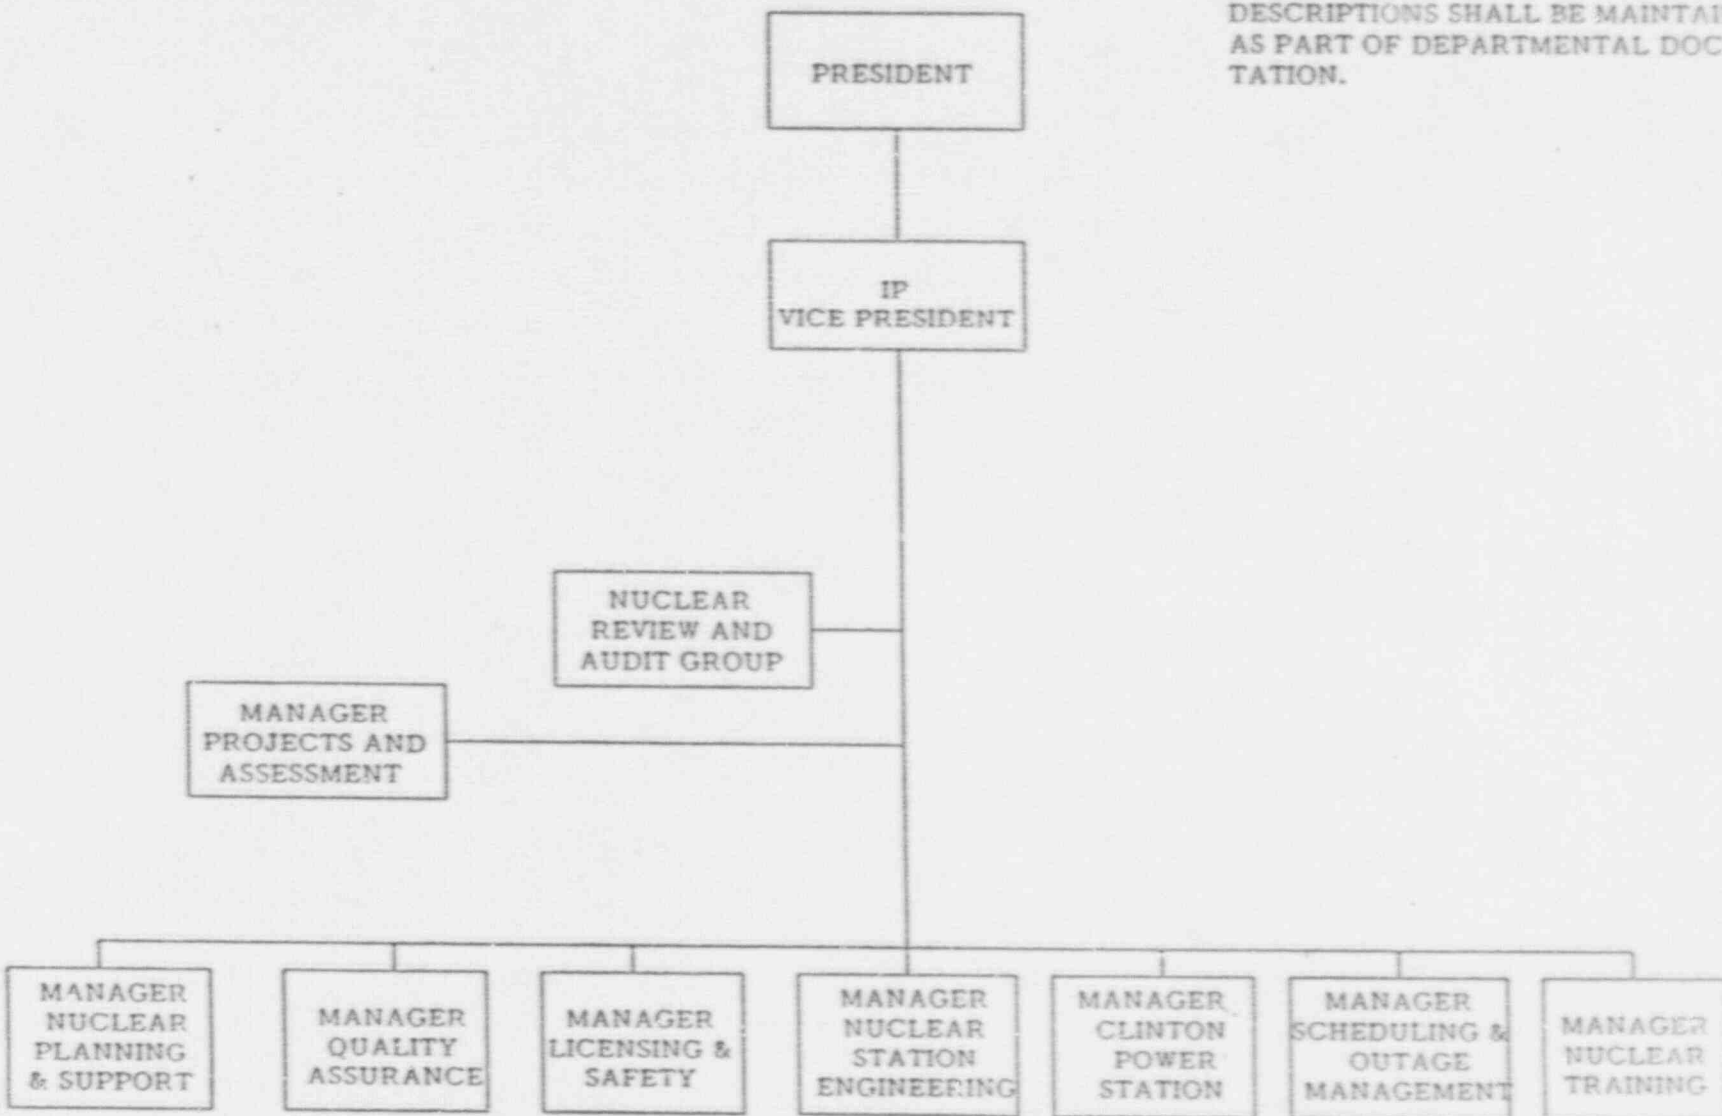 DESCRIPTIONS SHALL BE MAINTAI
AS PART OF DEPARTMENTAL DOC
TATION.
PRESIDENT
IP
VICE PRESIDENT
NUCLEAR
REVIEW AND
AUDIT GROUP
MANAGER
PROJECTS AND
ASSESSMENT
MANAGER
NUCLEAR
PLANNING
& SUPPORT
MANAGER
QUALITY
ASSURANCE
MANAGER
LICENSING &
SAFETY
MANAGER
NUCLEAR
STATION
ENGINEERING
MANAGER
CLINTON
POWER
STATION
MANAGER
SCHEDULING &
OUTAGE
MANAGEMENT
MANAGER
NUCLEAR
TRAINING